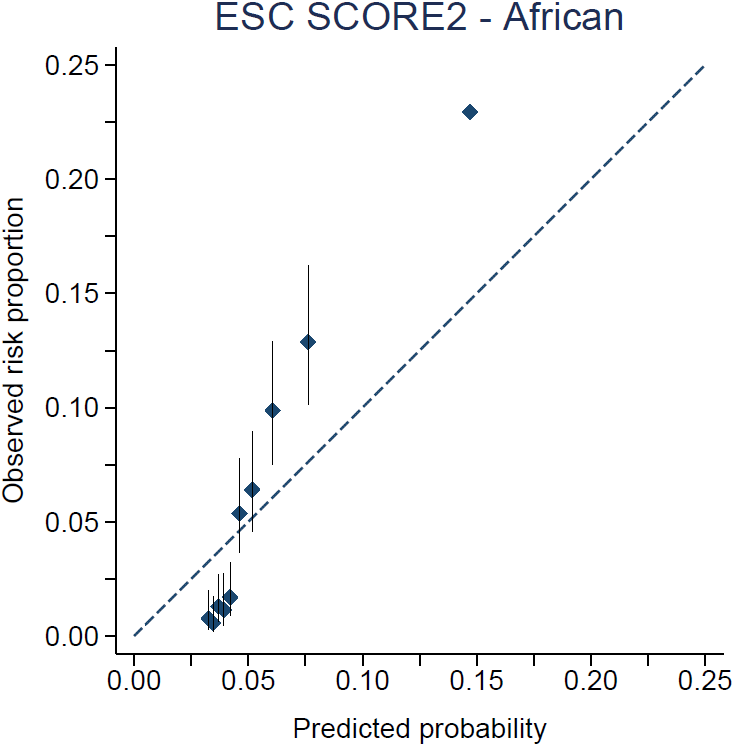 ESC SCORE2 - African
Observed risk proportion
0.25
0.20
0.15
0.10
0.05
0.00
0.00 0.05 0.10 0.15 0.20 0.25
Predicted probability